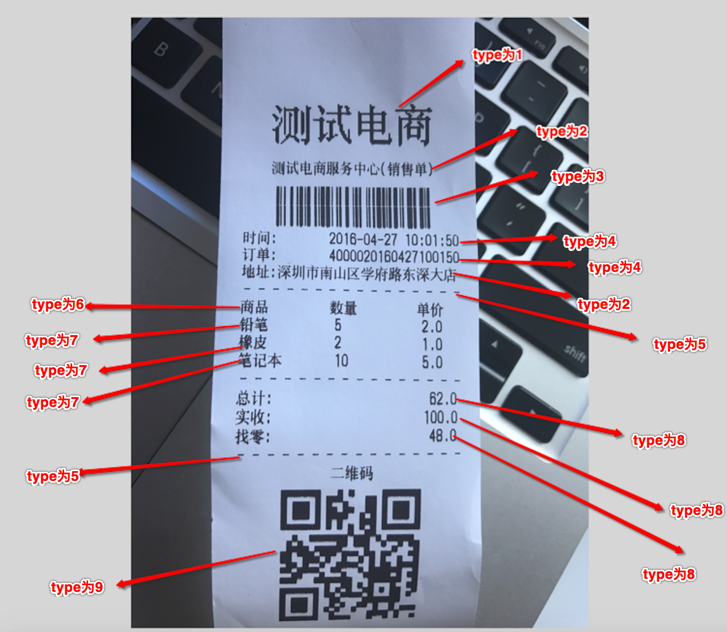 B
type为1
测试电商
type为2
测试电商服务中心(销售单)
type为3
时间: 2016-04-27 10:01:50
type为4
订单: 4000020160427100150
type为4
地址:深圳市南山区学府路东深大店
type为2
type为6
商品 数量 单价
type为5
type为7
铅笔 5 2.0
橡皮 2 1.0
type为7
shift
笔记本 10 5.0
type为7
总计: 62.0
实收: 100.0
找零: 48.0
type为8
type为5
二维码
type为8
type为8
type为9